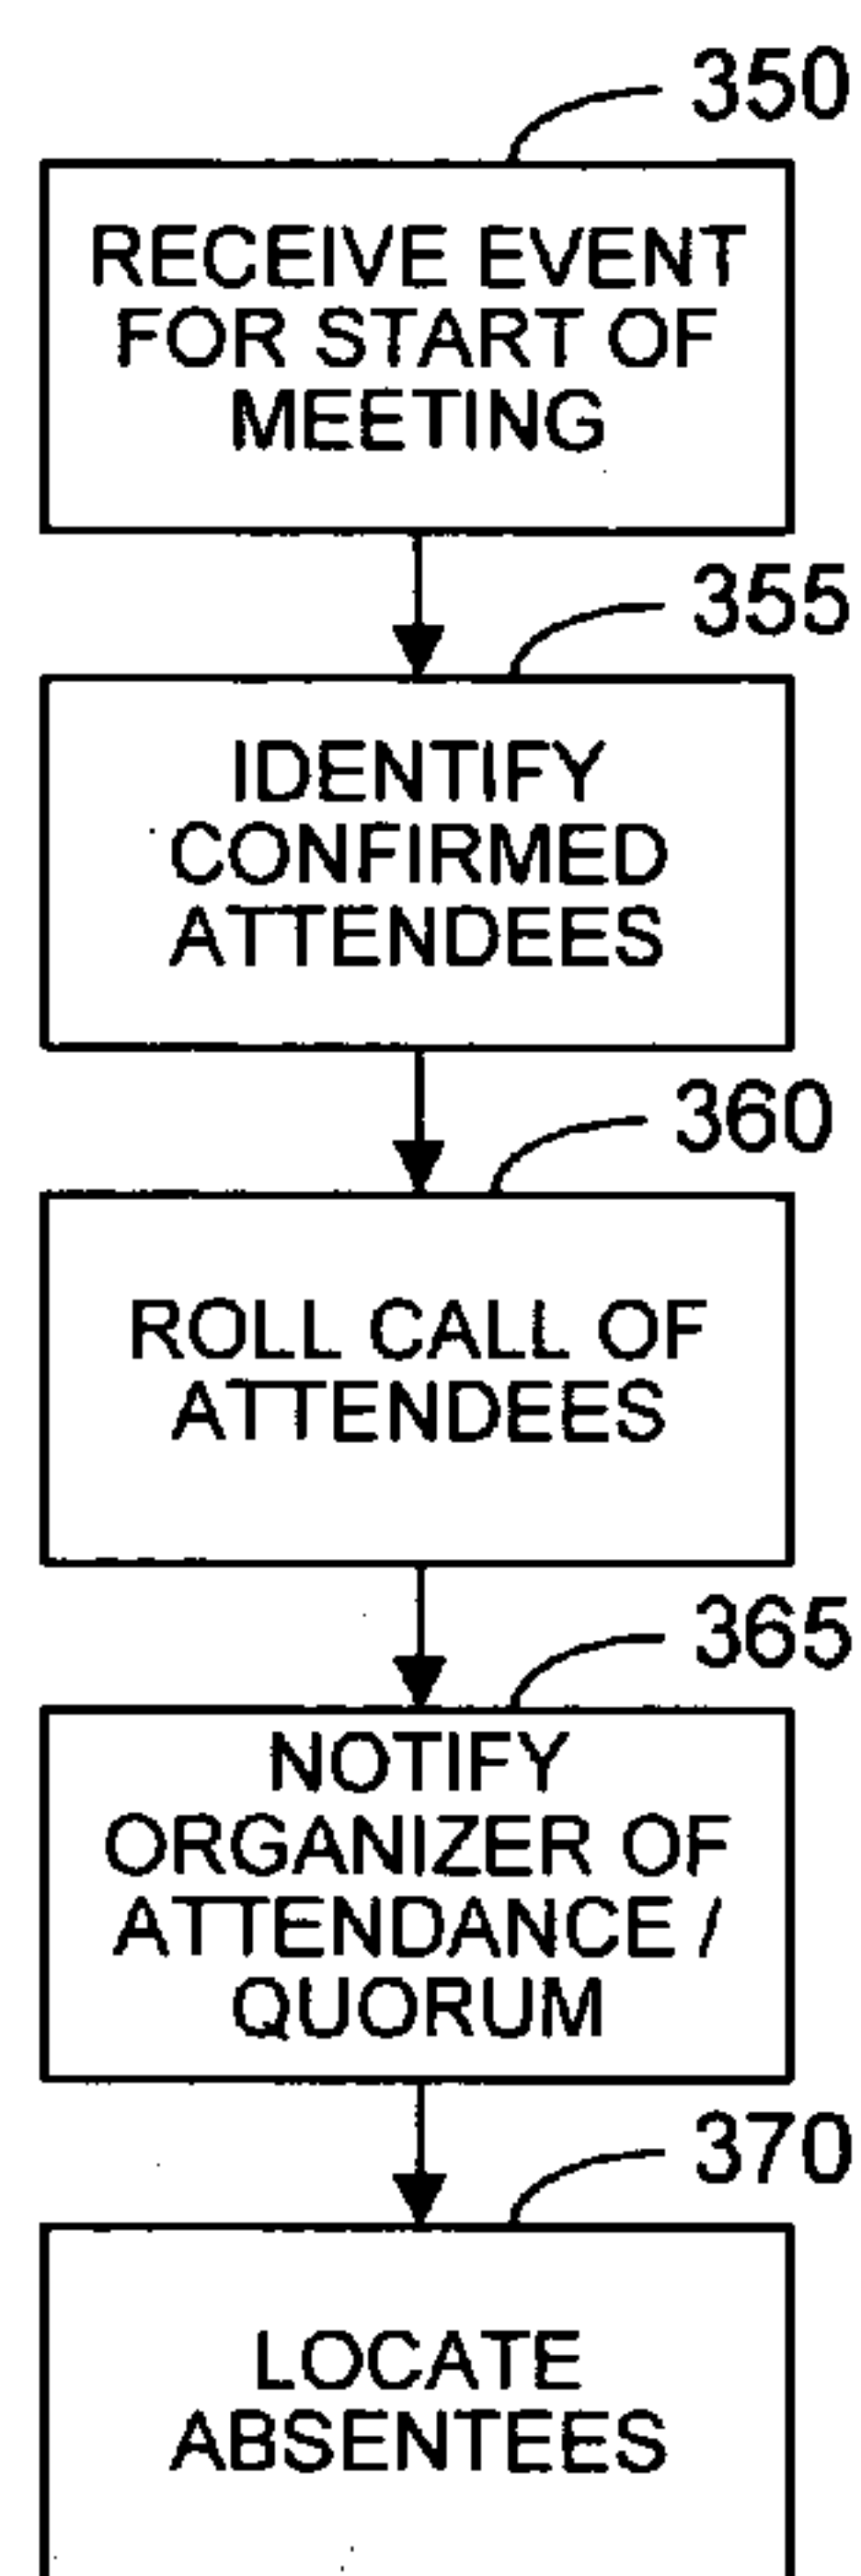 350
RECEIVE EVENT
FOR START OF
MEETING
355
IDENTIFY
CONFIRMED
ATTENDEES
360
ROLL CALL OF
ATTENDEES
365
NOTIFY
ORGANIZER OF
ATTENDANCE /
QUORUM
370
LOCATE
ABSENTEES